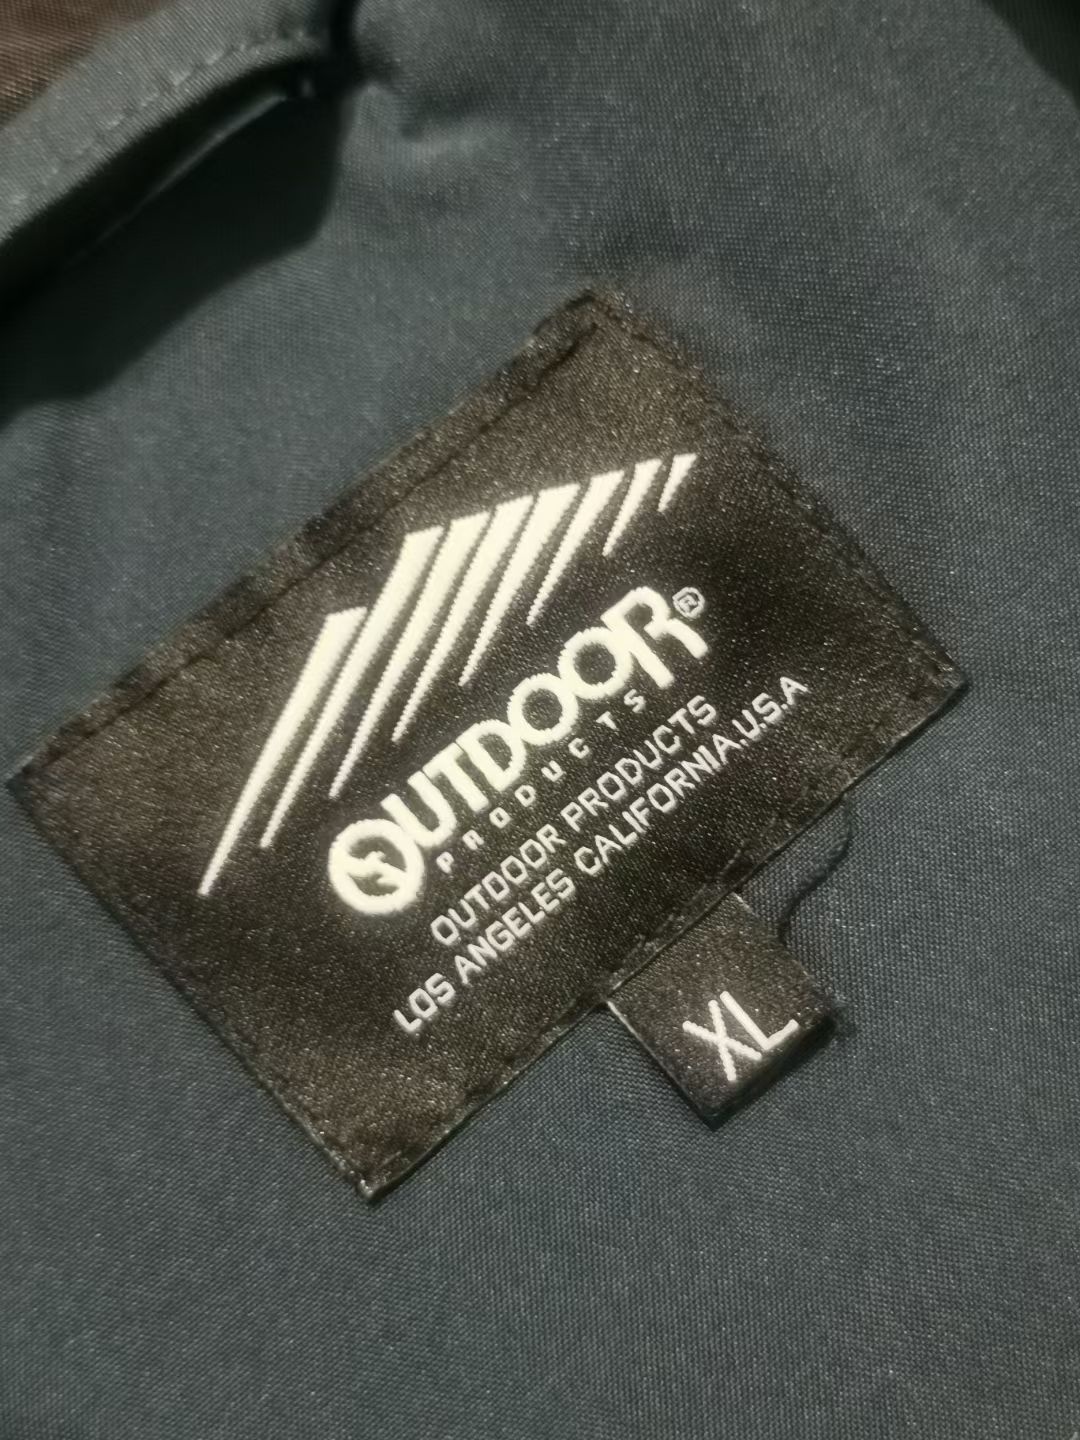 OUTDOOR®
PRODUCTS
OUTDOOR PRODUCTS
LOS ANGELES CALIFORNIA.U.S.A
XL